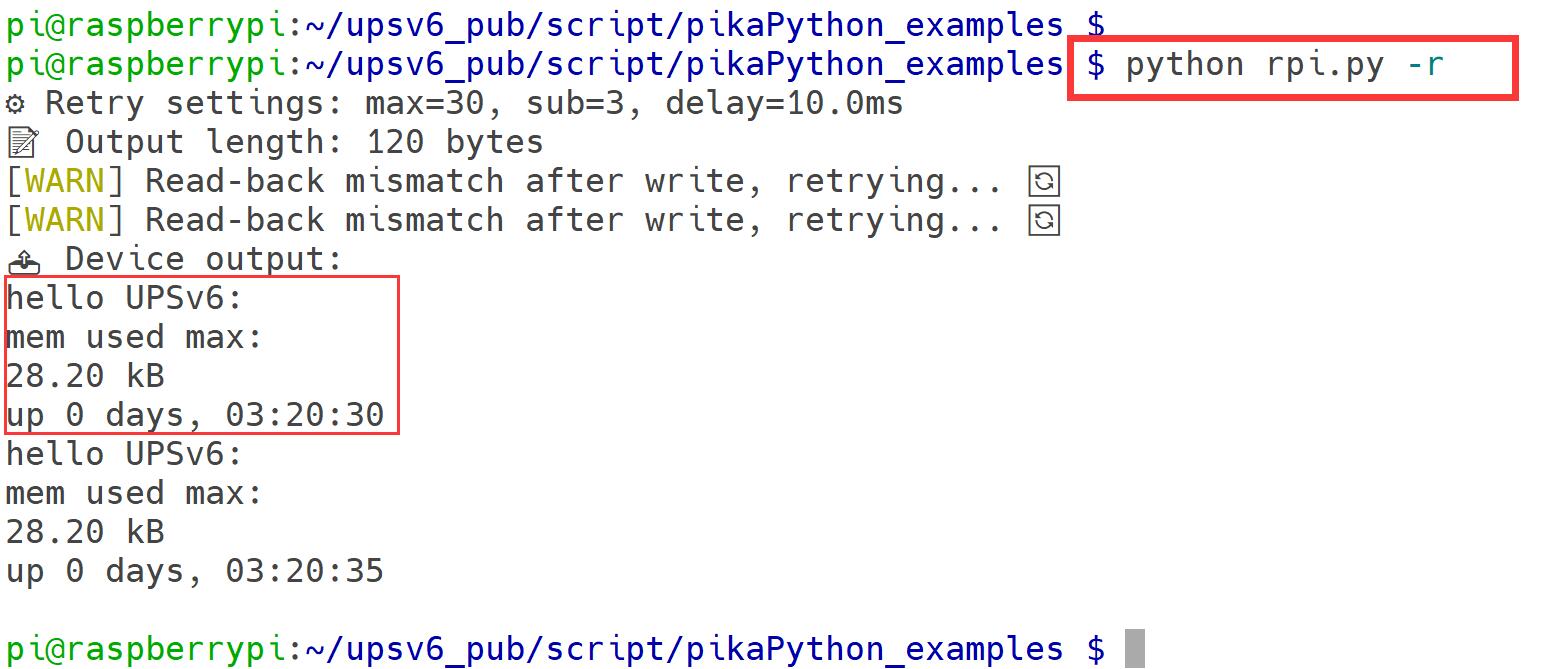 pi@raspberrypi:~/upsv6_pub/script/pikaPython_examples $
pi@raspberrypi:~/upsv6_pub/script/pikaPython_examples $ python rpi.py -r
⚙ Retry settings: max=30, sub=3, delay=10.0ms
📝 Output length: 120 bytes
[WARN] Read-back mismatch after write, retrying... 🔄
[WARN] Read-back mismatch after write, retrying... 🔄
📤 Device output:
hello UPSv6:
mem used max:
28.20 kB
up 0 days, 03:20:30
hello UPSv6:
mem used max:
28.20 kB
up 0 days, 03:20:35
pi@raspberrypi:~/upsv6_pub/script/pikaPython_examples $